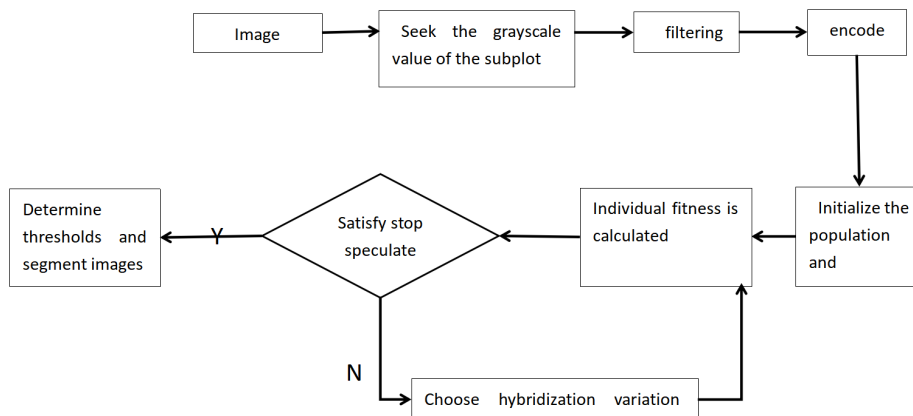 Image
Seek the grayscale
value of the subplot
filtering
encode
Determine
thresholds and
segment images
Y
Satisfy stop
speculate
Individual fitness is
calculated
Initialize the
population
and
N
Choose hybridization variation